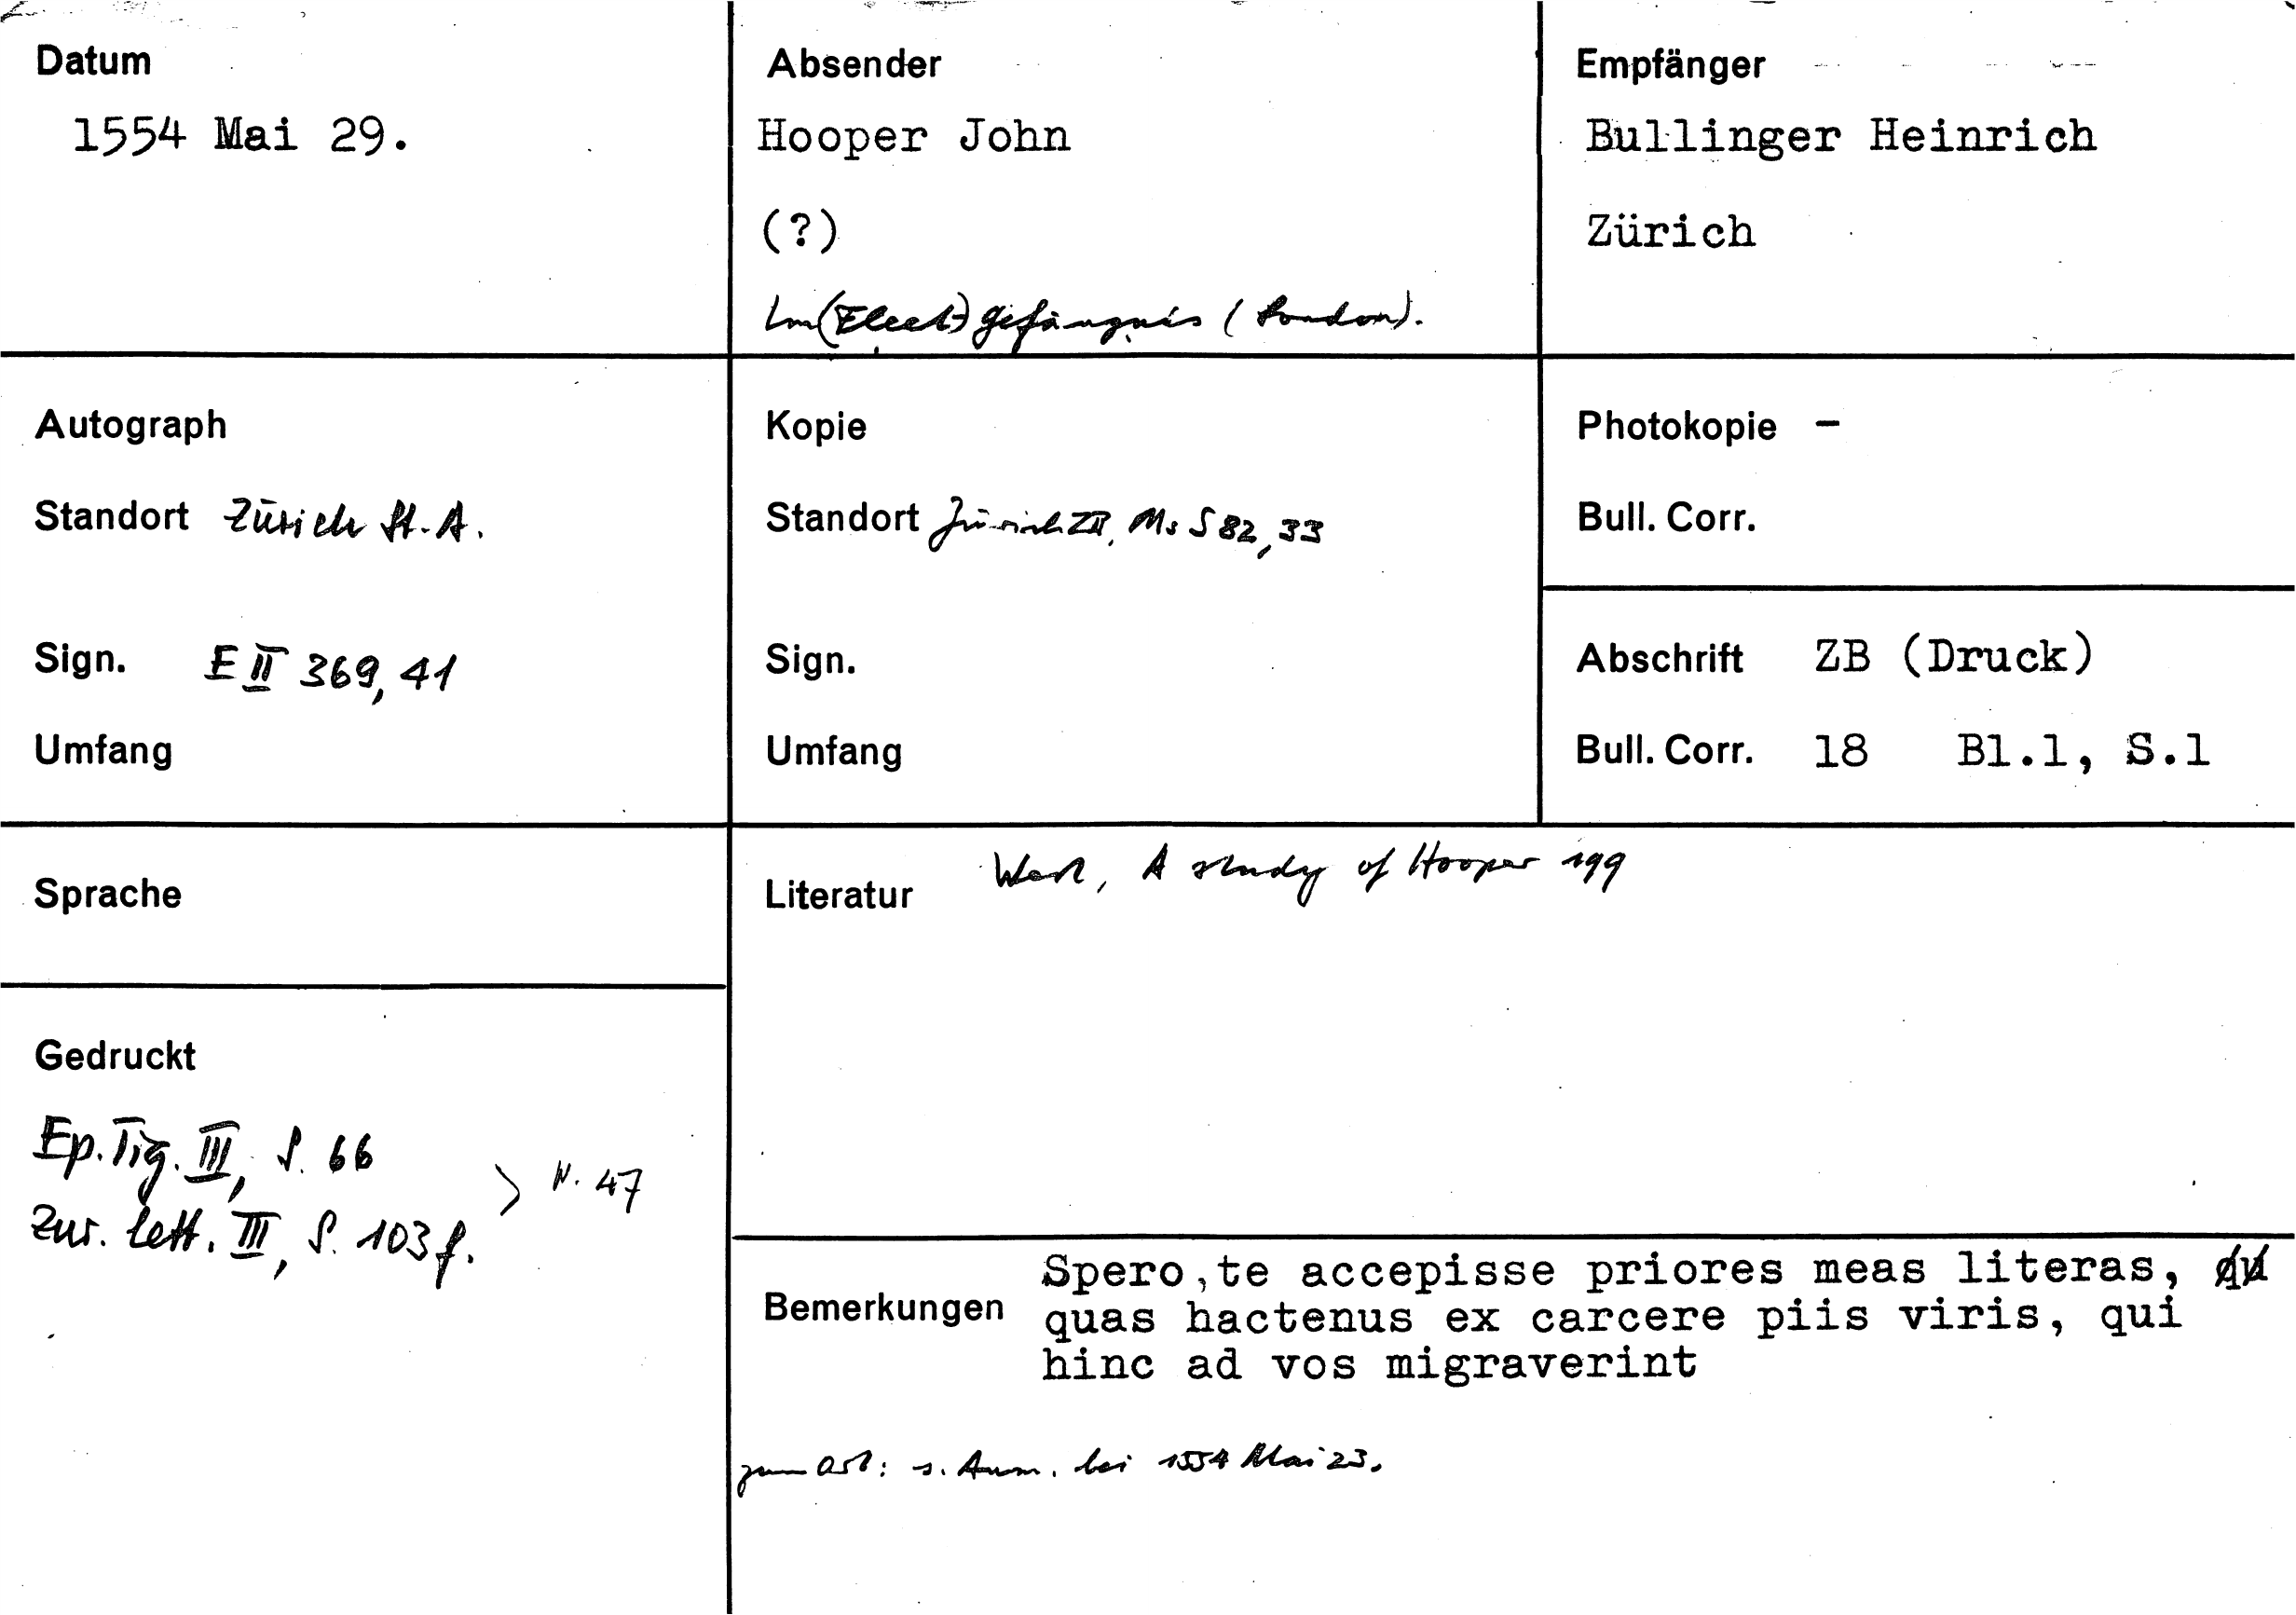 Datum
1554 Mai 29.
Absender
Hooper John
(?)
Im (Fleet-) Gefängnis (London).
Empfänger
Bullinger Heinrich
Zürich
Autograph
Standort Zürich St. A.
Sign. E II 369, 41
Umfang
Kopie
Standort Zürich ZB, Ms S 82, 33
Sign.
Umfang
Photokopie -
Bull. Corr.
Abschrift ZB (Druck)
Bull. Corr. 18 Bl.1, S.1
Sprache
Gedruckt
Ep. Tig. III, S. 66
Zur. Lett. III, S. 103 f.
> N. 47
Literatur West, A study of Hooper 199
Bemerkungen
Spero, te accepisse priores meas literas,
quas hactenus ex carcere piis viris, qui
hinc ad vos migraverint
zum Ort: s. Anm. bei 1554 Mai 23.